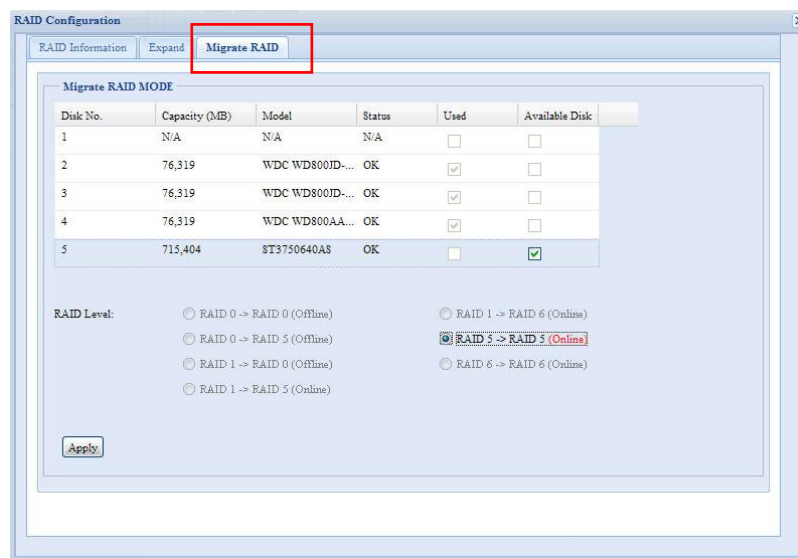 RAID Configuration
RAID Information Expand Migrate RAID
Migrate RAID MODE
Disk No. Capacity (MB) Model Status Used Available Disk
1 N/A N/A N/A
2 76,319 WDC WD800JD-... OK
3 76,319 WDC WD800JD-... OK
4 76,319 WDC WD800AA... OK
5 715,404 ST3750640AS OK
RAID Level: RAID 0 -> RAID 0 (Offline) RAID 1 -> RAID 6 (Online)
RAID 0 -> RAID 5 (Offline) RAID 5 -> RAID 5 (Online)
RAID 1 -> RAID 0 (Offline) RAID 6 -> RAID 6 (Online)
RAID 1 -> RAID 5 (Online)
Apply